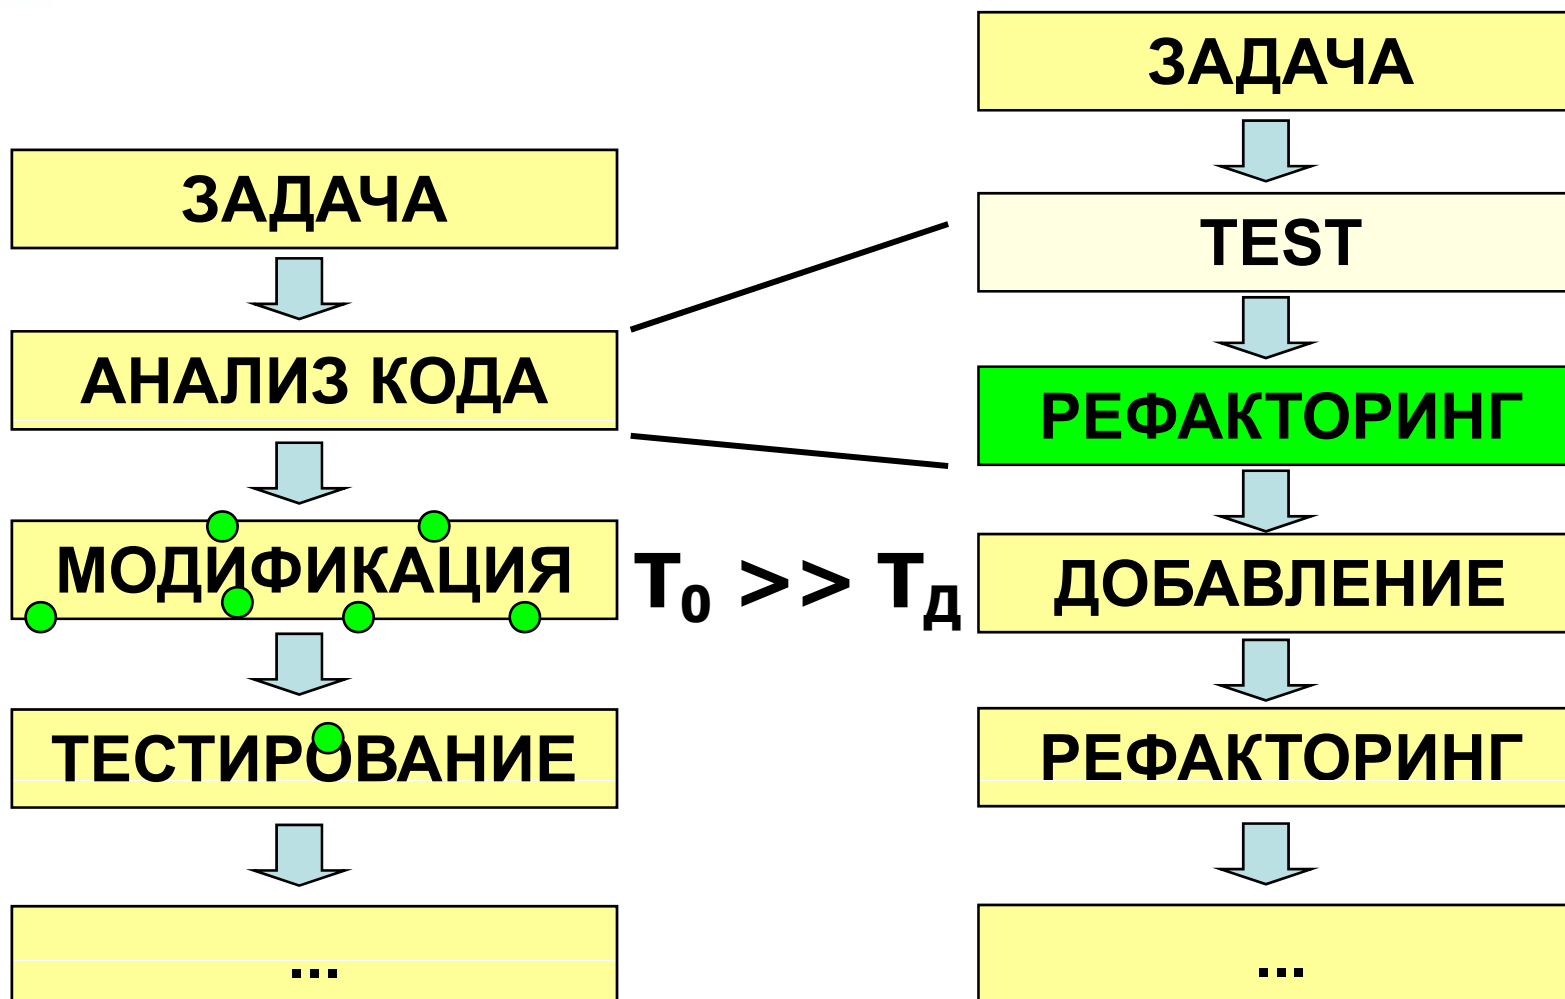 ЗАДАЧА
АНАЛИЗ КОДА
МОДИФИКАЦИЯ
ТЕСТИРОВАНИЕ
...
T₀ >> TД
ЗАДАЧА
TEST
РЕФАКТОРИНГ
ДОБАВЛЕНИЕ
РЕФАКТОРИНГ
...